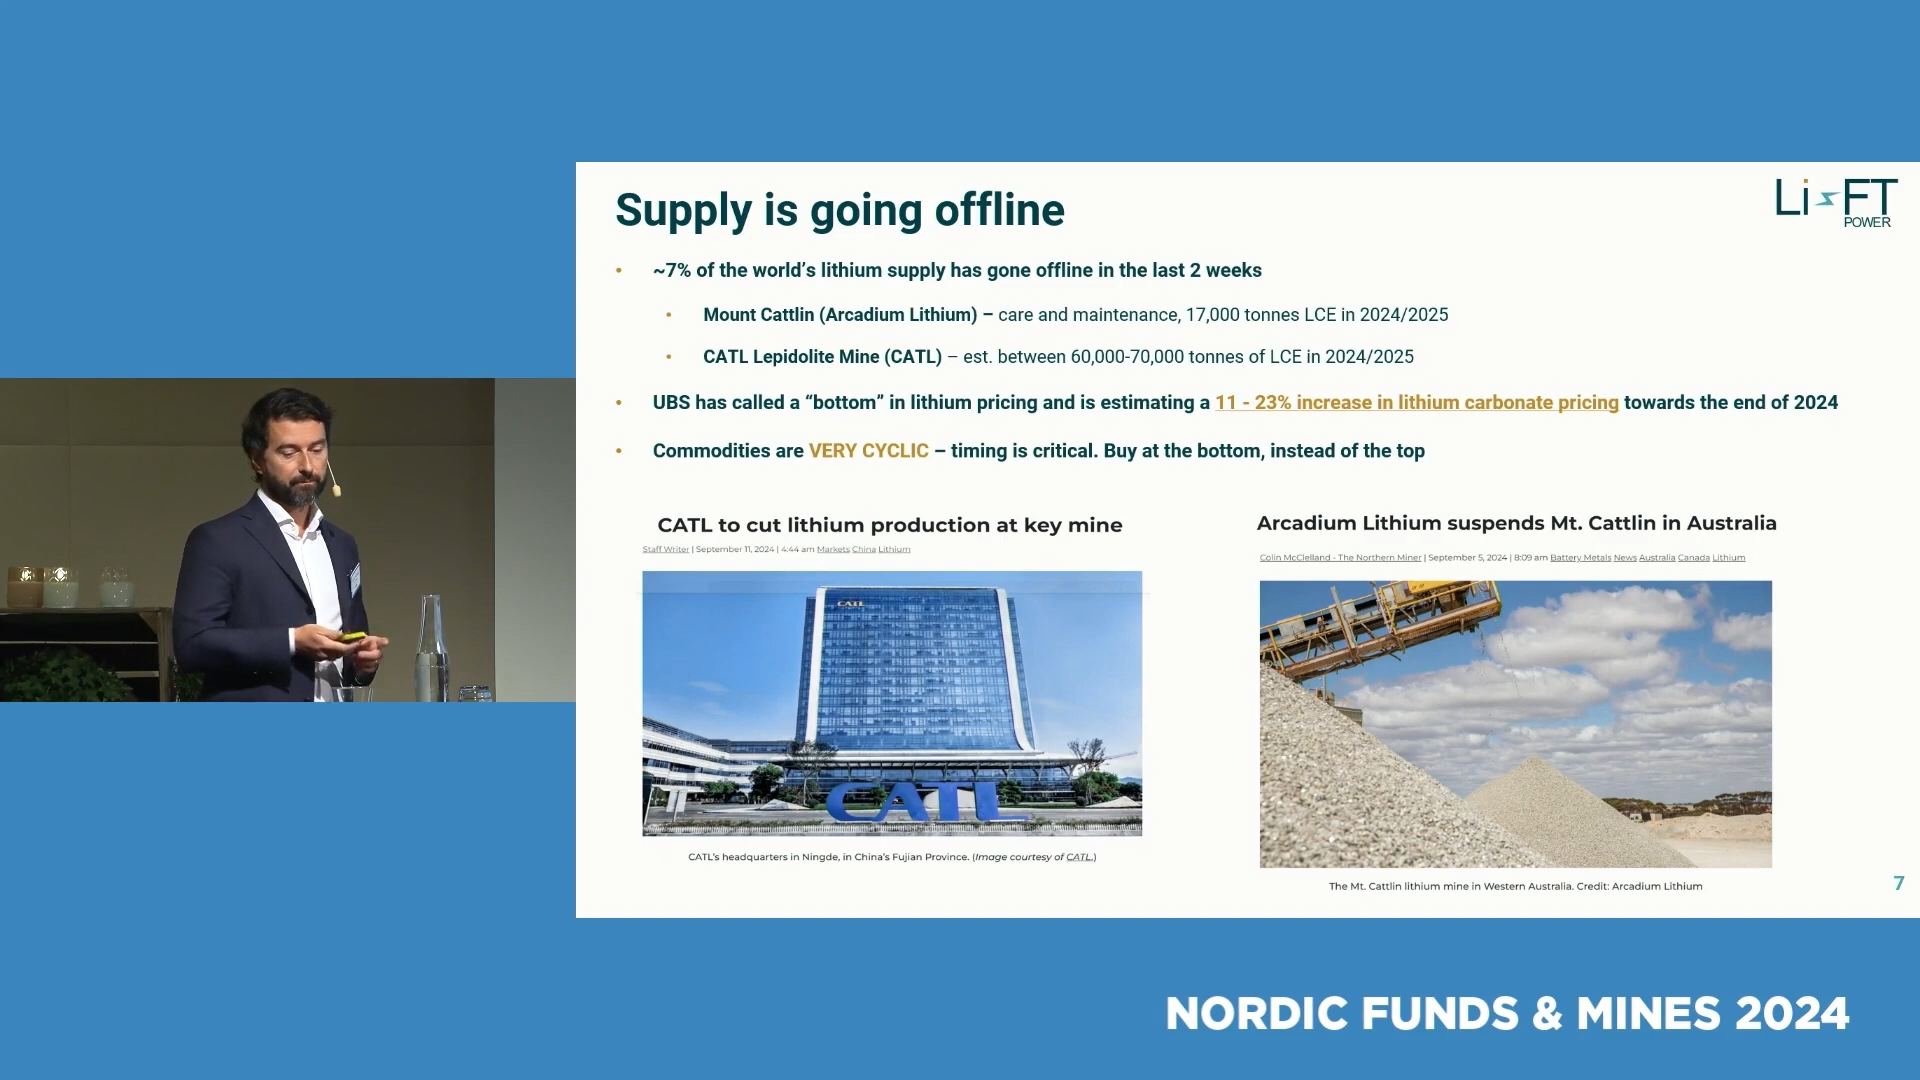 Supply is going offline
Li FT
POWER
• ~7% of the world’s lithium supply has gone offline in the last 2 weeks
• Mount Cattlin (Arcadium Lithium) – care and maintenance, 17,000 tonnes LCE in 2024/2025
• CATL Lepidolite Mine (CATL) – est. between 60,000-70,000 tonnes of LCE in 2024/2025
• UBS has called a “bottom” in lithium pricing and is estimating a 11 - 23% increase in lithium carbonate pricing towards the end of 2024
• Commodities are VERY CYCLIC – timing is critical. Buy at the bottom, instead of the top
CATL to cut lithium production at key mine
Staff Writer | September 11, 2024 | 4:44 am Markets China Lithium
CATL
CATL
CATL’s headquarters in Ningde, in China’s Fujian Province. (Image courtesy of CATL.)
Arcadium Lithium suspends Mt. Cattlin in Australia
Colin McClelland - The Northern Miner | September 5, 2024 | 8:09 am Battery Metals News Australia Canada Lithium
The Mt. Cattlin lithium mine in Western Australia. Credit: Arcadium Lithium
7
NORDIC FUNDS & MINES 2024